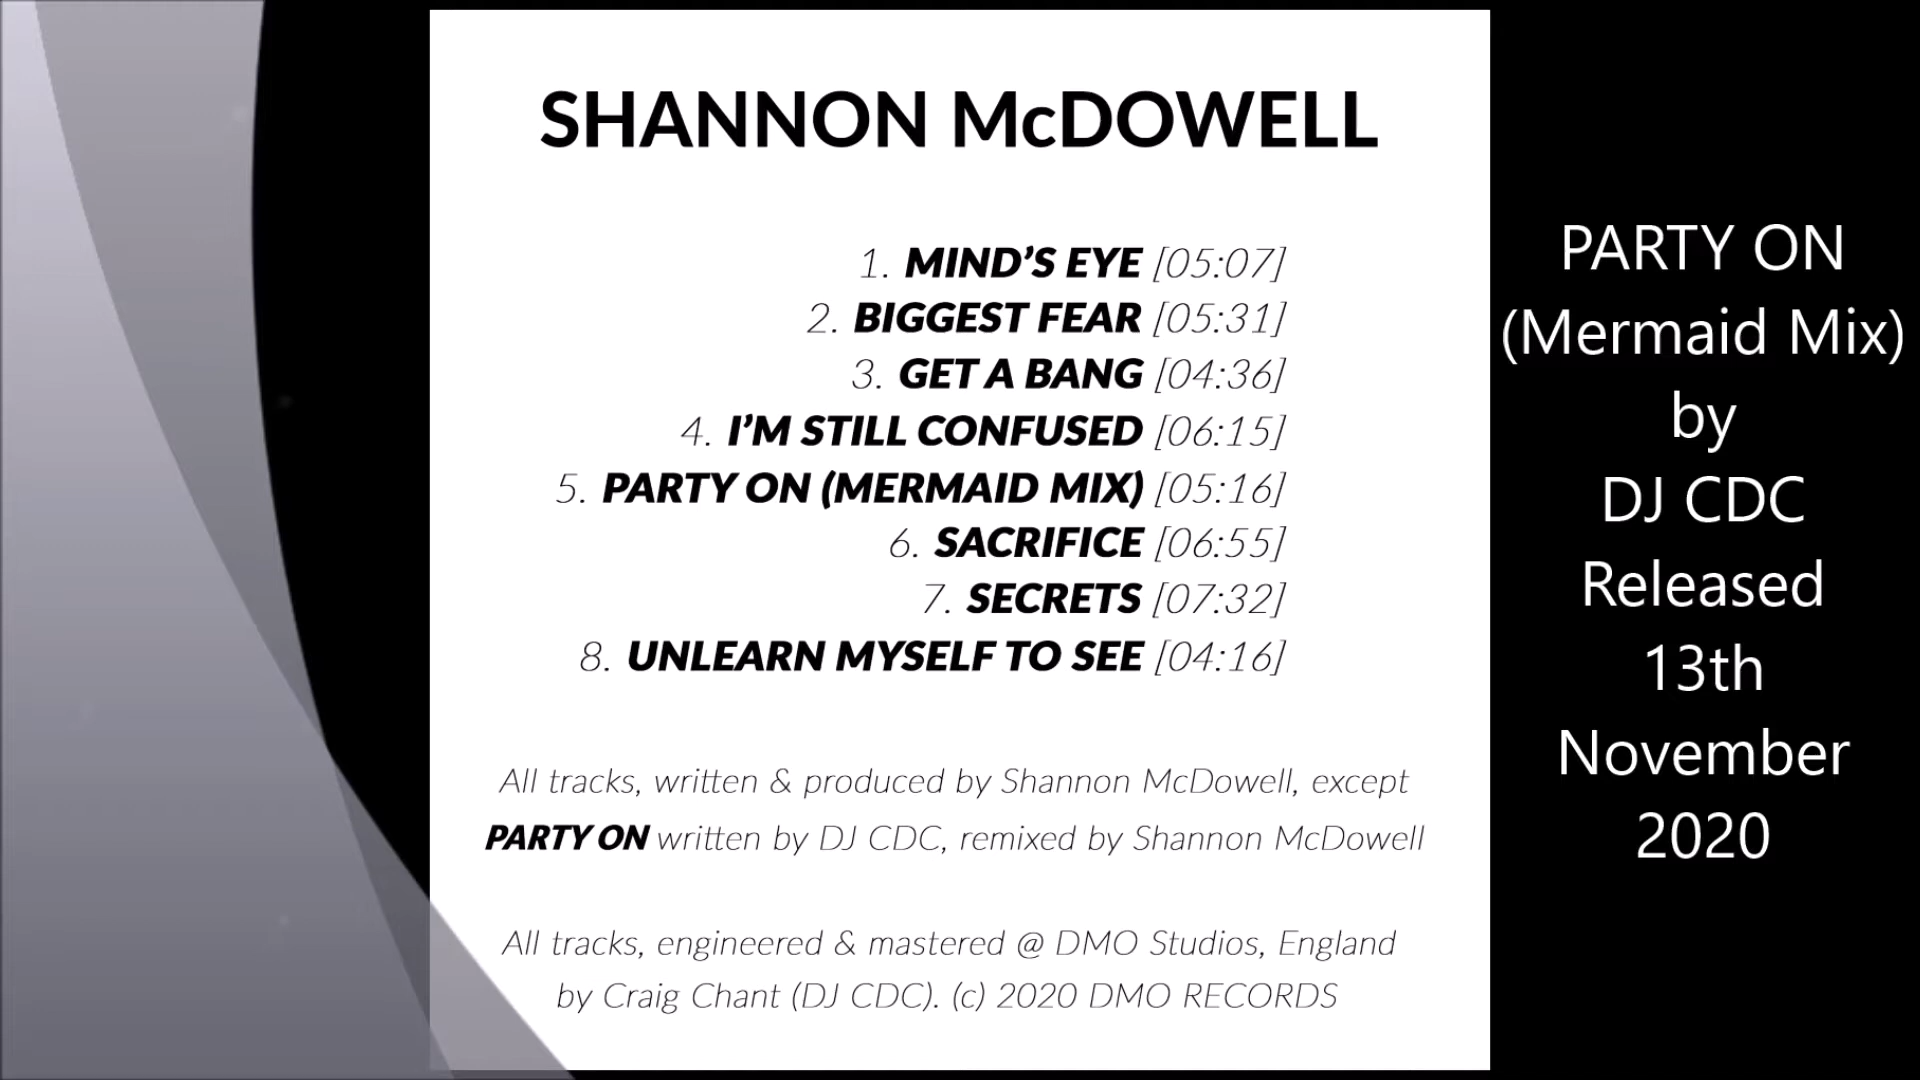 SHANNON McDOWELL
1. MIND’S EYE [05:07]
2. BIGGEST FEAR [05:31]
3. GET A BANG [04:36]
4. I’M STILL CONFUSED [06:15]
5. PARTY ON (MERMAID MIX) [05:16]
6. SACRIFICE [06:55]
7. SECRETS [07:32]
8. UNLEARN MYSELF TO SEE [04:16]
All tracks, written & produced by Shannon McDowell, except
PARTY ON written by DJ CDC, remixed by Shannon McDowell
All tracks, engineered & mastered @ DMO Studios, England
by Craig Chant (DJ CDC). (c) 2020 DMO RECORDS
PARTY ON
(Mermaid Mix)
by
DJ CDC
Released
13th
November
2020